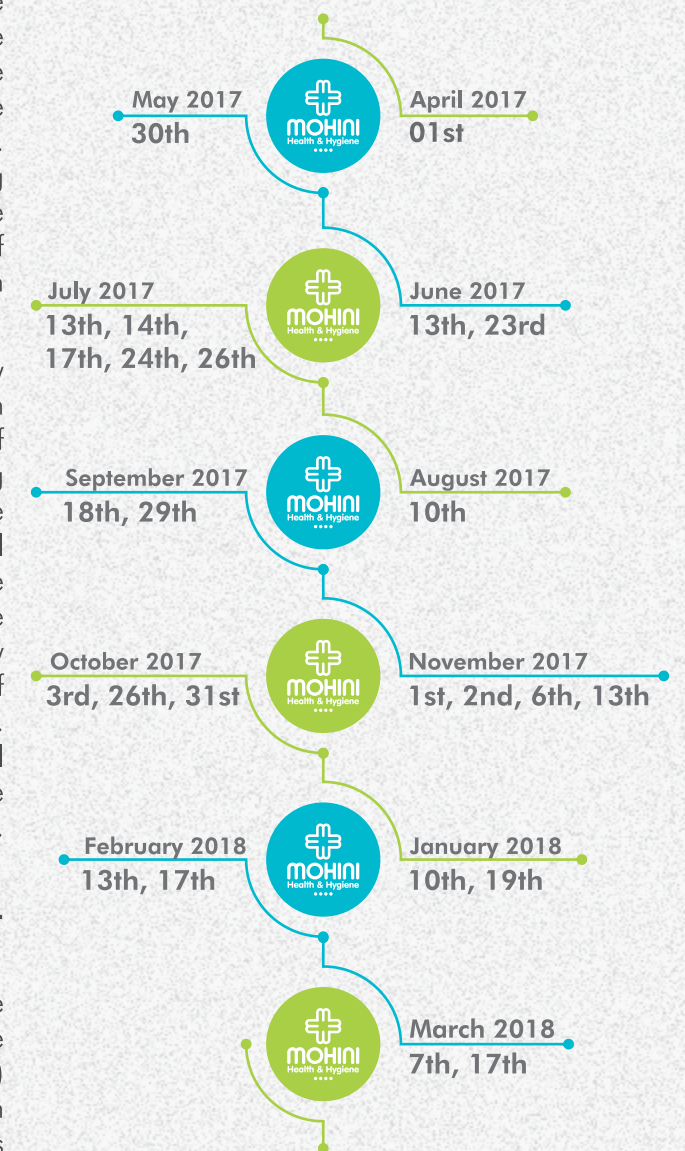 April 2017
01st
May 2017
30th
MOHINI
Health & Hygiene
June 2017
13th, 23rd
July 2017
13th, 14th,
17th, 24th, 26th
MOHINI
Health & Hygiene
August 2017
10th
September 2017
18th, 29th
MOHINI
Health & Hygiene
October 2017
3rd, 26th, 31st
MOHINI
Health & Hygiene
November 2017
1st, 2nd, 6th, 13th
January 2018
10th, 19th
February 2018
13th, 17th
MOHINI
Health & Hygiene
March 2018
7th, 17th
MOHINI
Health & Hygiene